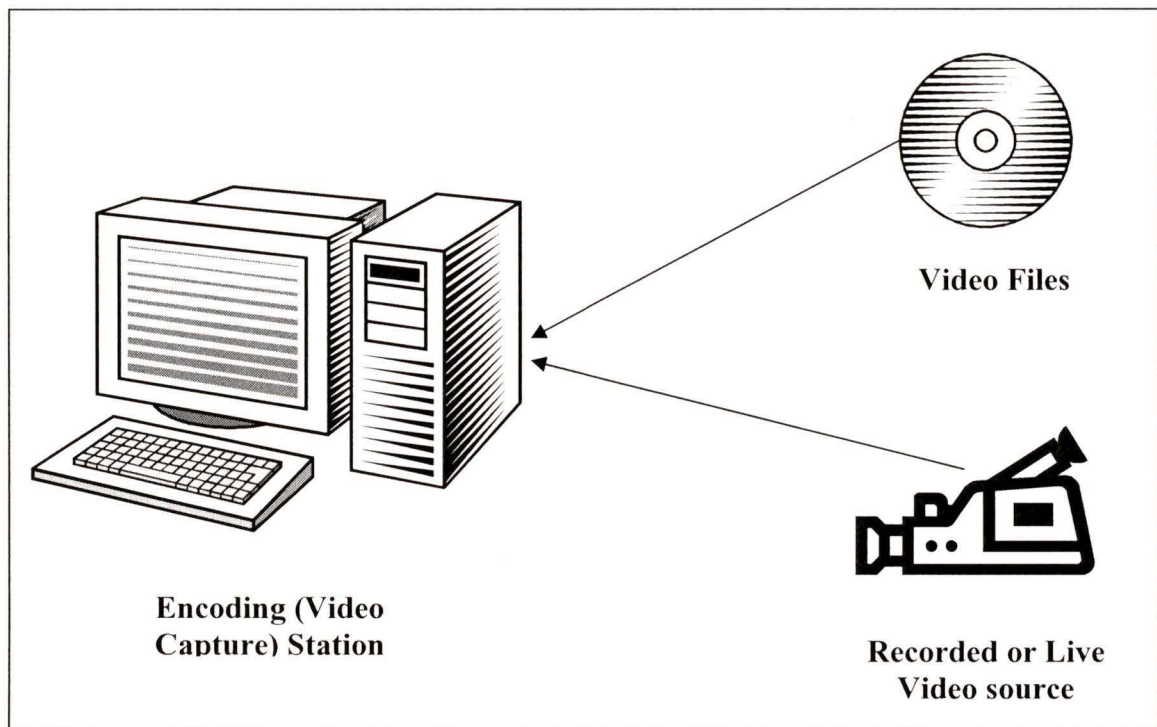 Video Files
Encoding (Video
Capture) Station
Recorded or Live
Video source